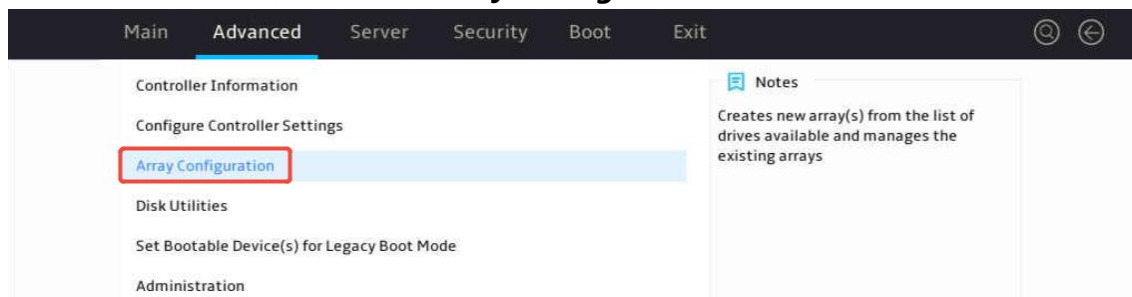 Main Advanced Server Security Boot Exit
Controller Information
Configure Controller Settings
Array Configuration
Disk Utilities
Set Bootable Device(s) for Legacy Boot Mode
Administration
Notes
Creates new array(s) from the list of
drives available and manages the
existing arrays